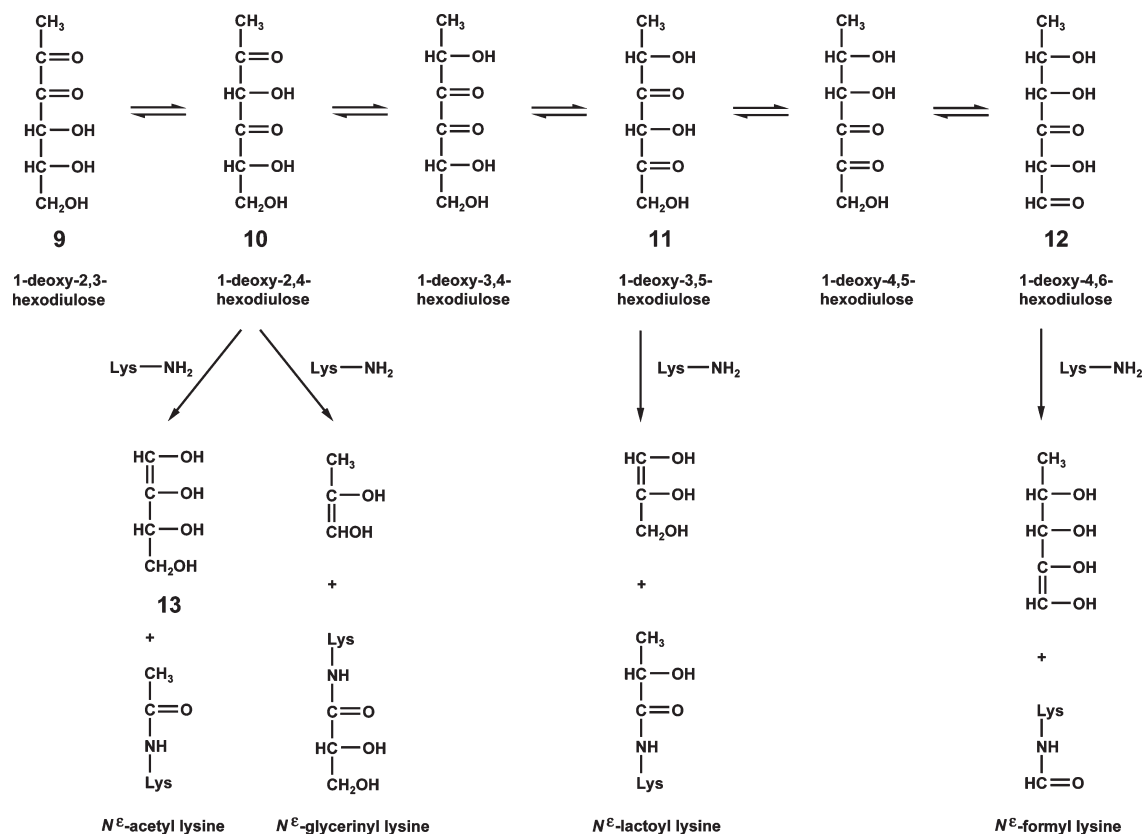 CH₃
C=O
C=O
HC—OH
HC—OH
CH₂OH
9
1-deoxy-2,3-
hexodiulose
CH₃
C=O
HC—OH
C=O
HC—OH
CH₂OH
10
1-deoxy-2,4-
hexodiulose
CH₃
HC—OH
C=O
C=O
HC—OH
CH₂OH
1-deoxy-3,4-
hexodiulose
CH₃
HC—OH
C=O
HC—OH
C=O
CH₂OH
11
1-deoxy-3,5-
hexodiulose
CH₃
HC—OH
HC—OH
C=O
C=O
CH₂OH
1-deoxy-4,5-
hexodiulose
CH₃
HC—OH
HC—OH
C=O
HC—OH
HC=O
12
1-deoxy-4,6-
hexodiulose
Lys—NH₂
HC—OH
C—OH
HC—OH
CH₂OH
13
+
CH₃
C=O
NH
Lys
Nε-acetyl lysine
Lys—NH₂
CH₃
C—OH
CHOH
+
Lys
NH
C=O
HC—OH
CH₂OH
Nε-glycerinyl lysine
Lys—NH₂
HC—OH
C—OH
CH₂OH
+
CH₃
HC—OH
C=O
NH
Lys
Nε-lactoyl lysine
Lys—NH₂
CH₃
HC—OH
HC—OH
C—OH
HC—OH
+
Lys
NH
HC=O
Nε-formyl lysine